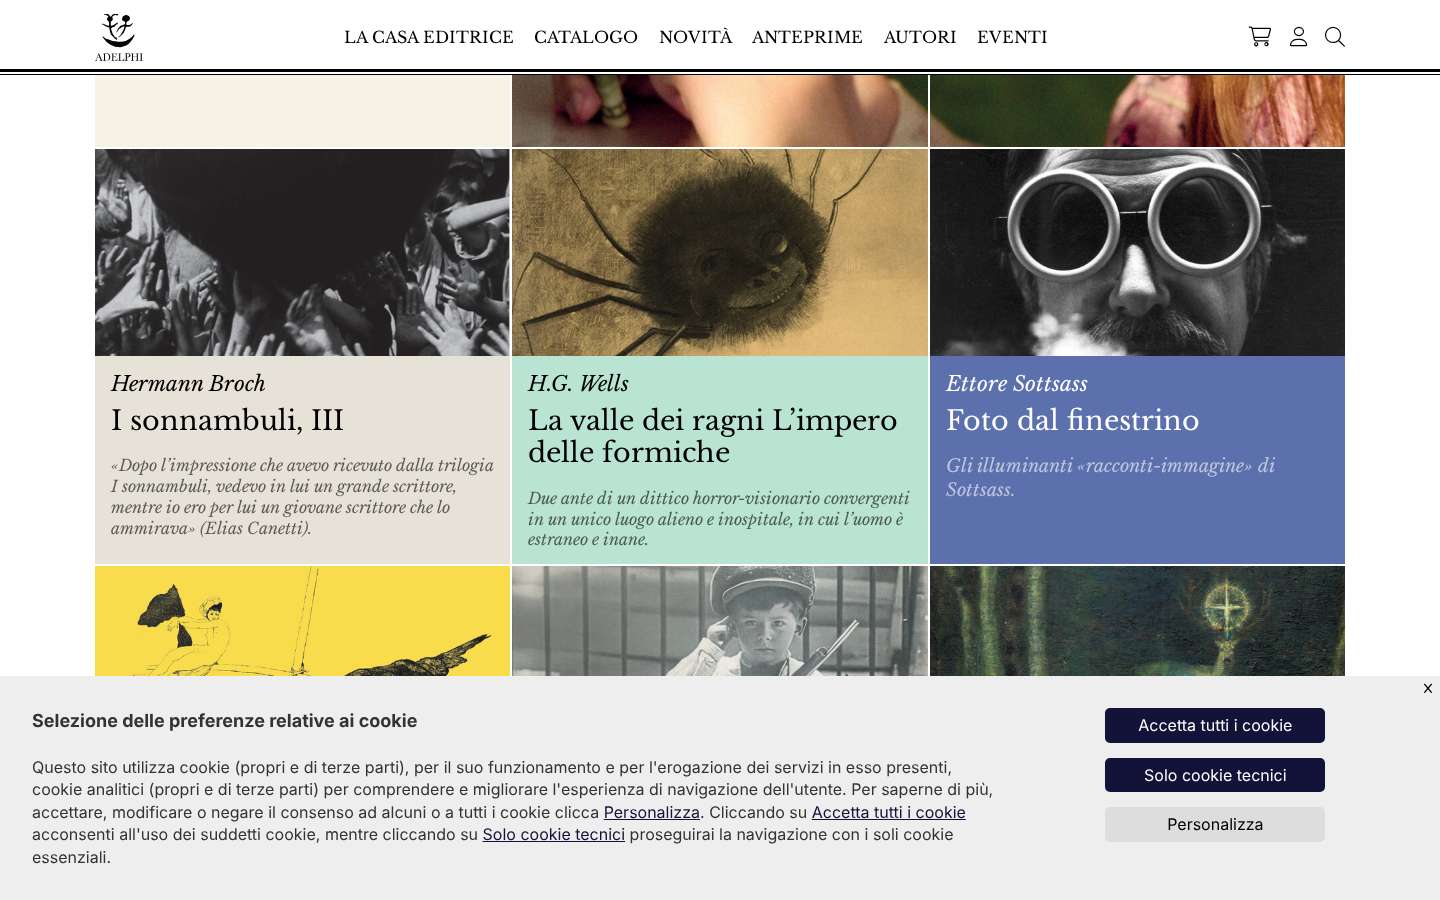 ADELPHI
LA CASA EDITRICE CATALOGO NOVITÀ ANTEPRIME AUTORI EVENTI
Hermann Broch
I sonnambuli, III
«Dopo l’impressione che avevo ricevuto dalla trilogia
I sonnambuli, vedevo in lui un grande scrittore,
mentre io ero per lui un giovane scrittore che lo
ammirava» (Elias Canetti).
H.G. Wells
La valle dei ragni L’impero
delle formiche
Due ante di un dittico horror-visionario convergenti
in un unico luogo alieno e inospitale, in cui l’uomo è
estraneo e inane.
Ettore Sottsass
Foto dal finestrino
Gli illuminanti «racconti-immagine» di
Sottsass.
x
Selezione delle preferenze relative ai cookie
Questo sito utilizza cookie (propri e di terze parti), per il suo funzionamento e per l'erogazione dei servizi in esso presenti,
cookie analitici (propri e di terze parti) per comprendere e migliorare l'esperienza di navigazione dell'utente. Per saperne di più,
accettare, modificare o negare il consenso ad alcuni o a tutti i cookie clicca Personalizza. Cliccando su Accetta tutti i cookie
acconsenti all'uso dei suddetti cookie, mentre cliccando su Solo cookie tecnici proseguirai la navigazione con i soli cookie
essenziali.
Accetta tutti i cookie
Solo cookie tecnici
Personalizza